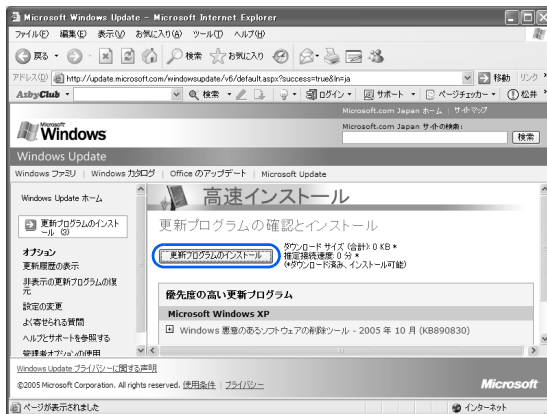 Microsoft Windows Update - Microsoft Internet Explorer
ファイル(F) 編集(E) 表示(V) お気に入り(A) ツール(T) ヘルプ(H)
戻る 検索 お気に入り
アドレス(D) http://update.microsoft.com/windowsupdate/v6/default.aspx?success=true&ln=ja 移動 リンク
AzbyClub 検索 ログイン サポート ページチェッカー 松井
Microsoft.com Japan ホーム | サイトマップ
Microsoft Windows
Microsoft.com Japan サイトの検索:
検索
Windows Update
Windows ファミリ | Windows カタログ | Office のアップデート | Microsoft Update
Windows Update ホーム
更新プログラムのインストール (3)
オプション
更新履歴の表示
非表示の更新プログラムの復元
設定の変更
よく寄せられる質問
ヘルプとサポートを参照する
管理者オプションの使用
高速インストール
更新プログラムの確認とインストール
更新プログラムのインストール
ダウンロード サイズ (合計): 0 KB *
推定接続速度: 0 分 *
(*ダウンロード済み、インストール可能)
優先度の高い更新プログラム
Microsoft Windows XP
Windows 悪意のあるソフトウェアの削除ツール - 2005 年 10 月 (KB890830)
Windows Update プライバシーに関する声明
©2005 Microsoft Corporation. All rights reserved. 使用条件 | プライバシー
Microsoft
ページが表示されました
インターネット